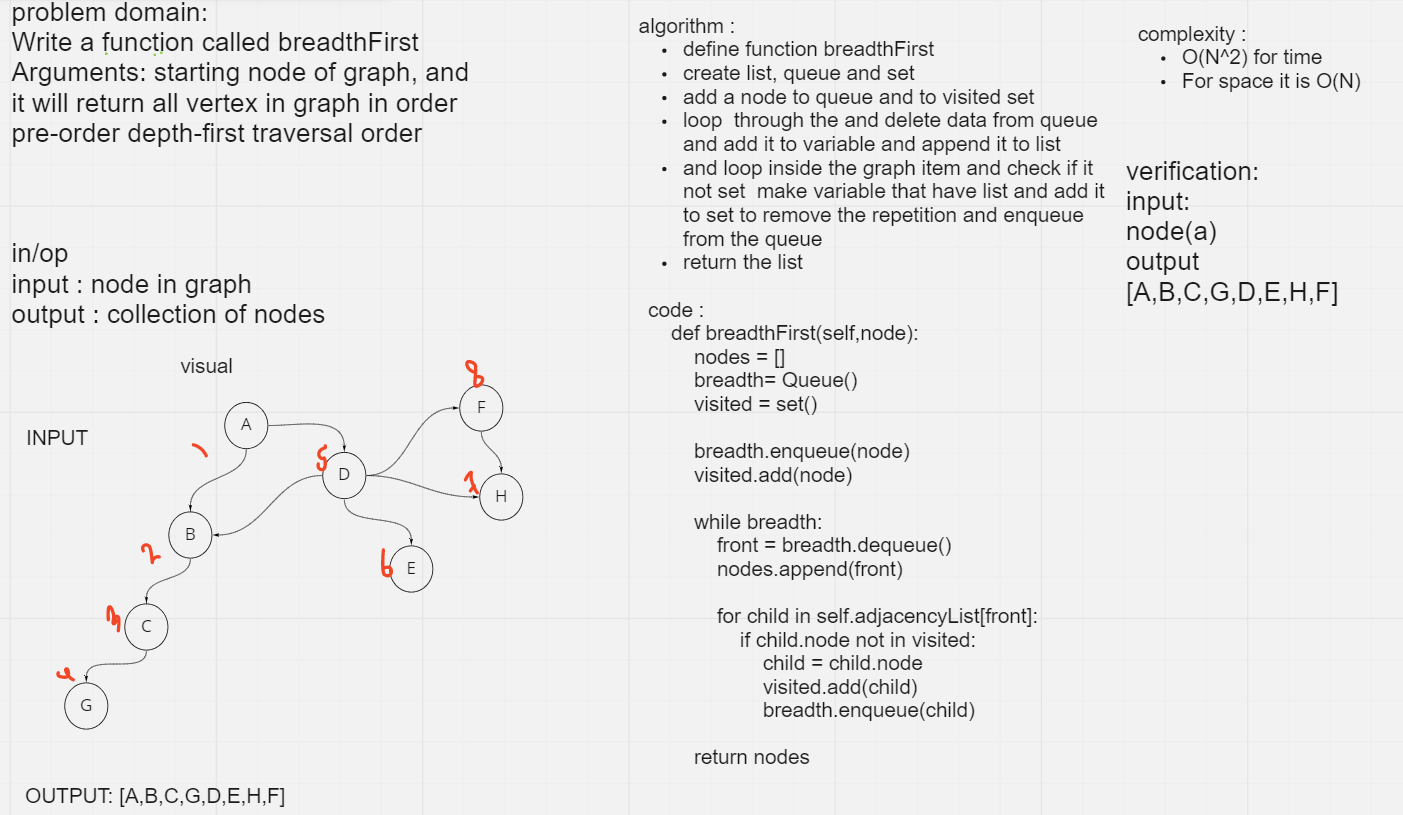 problem domain:
Write a function called breadthFirst
Arguments: starting node of graph, and
it will return all vertex in graph in order
pre-order depth-first traversal order
in/op
input : node in graph
output : collection of nodes
visual
INPUT
A
B
C
G
D
E
F
H
1
2
3
4
5
6
7
8
OUTPUT: [A,B,C,G,D,E,H,F]
algorithm :
• define function breadthFirst
• create list, queue and set
• add a node to queue and to visited set
• loop through the and delete data from queue
and add it to variable and append it to list
• and loop inside the graph item and check if it
not set make variable that have list and add it
to set to remove the repetition and enqueue
from the queue
• return the list
code :
def breadthFirst(self,node):
nodes = []
breadth= Queue()
visited = set()
breadth.enqueue(node)
visited.add(node)
while breadth:
front = breadth.dequeue()
nodes.append(front)
for child in self.adjacencyList[front]:
if child.node not in visited:
child = child.node
visited.add(child)
breadth.enqueue(child)
return nodes
complexity :
• O(N^2) for time
• For space it is O(N)
verification:
input:
node(a)
output
[A,B,C,G,D,E,H,F]